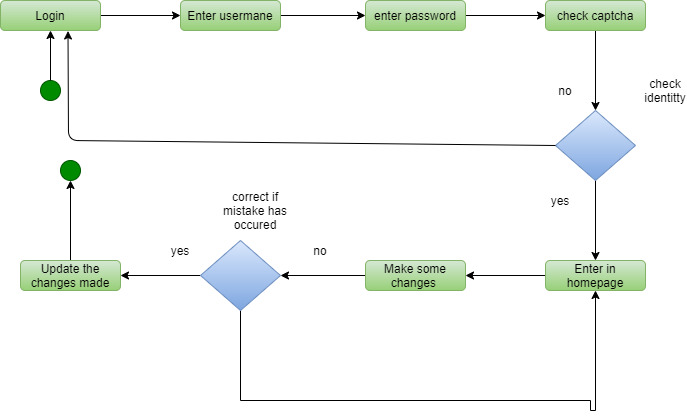 Login
Enter usermane
enter password
check captcha
no
check
identitty
yes
correct if
mistake has
occured
yes
no
Update the
changes made
Make some
changes
Enter in
homepage